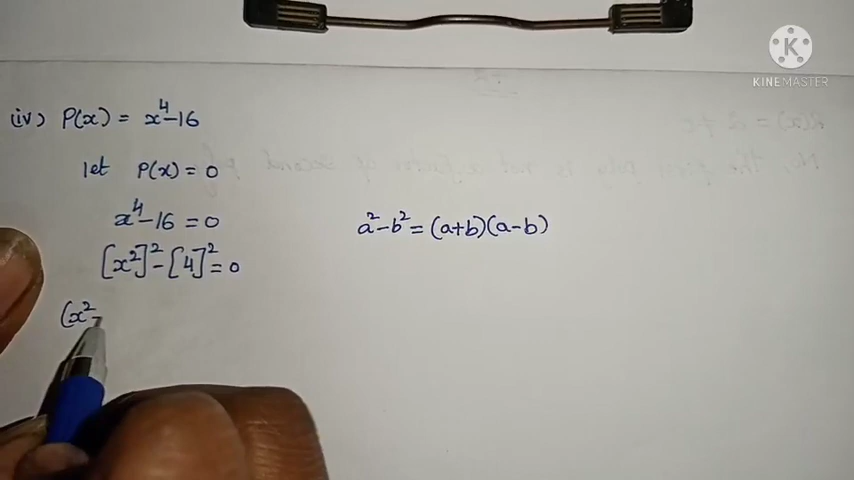 KINEMASTER
(iv) P(x) = x⁴-16
let P(x) = 0
x⁴-16 = 0
a²-b² = (a+b)(a-b)
[x²]²-[4]² = 0
(x²-